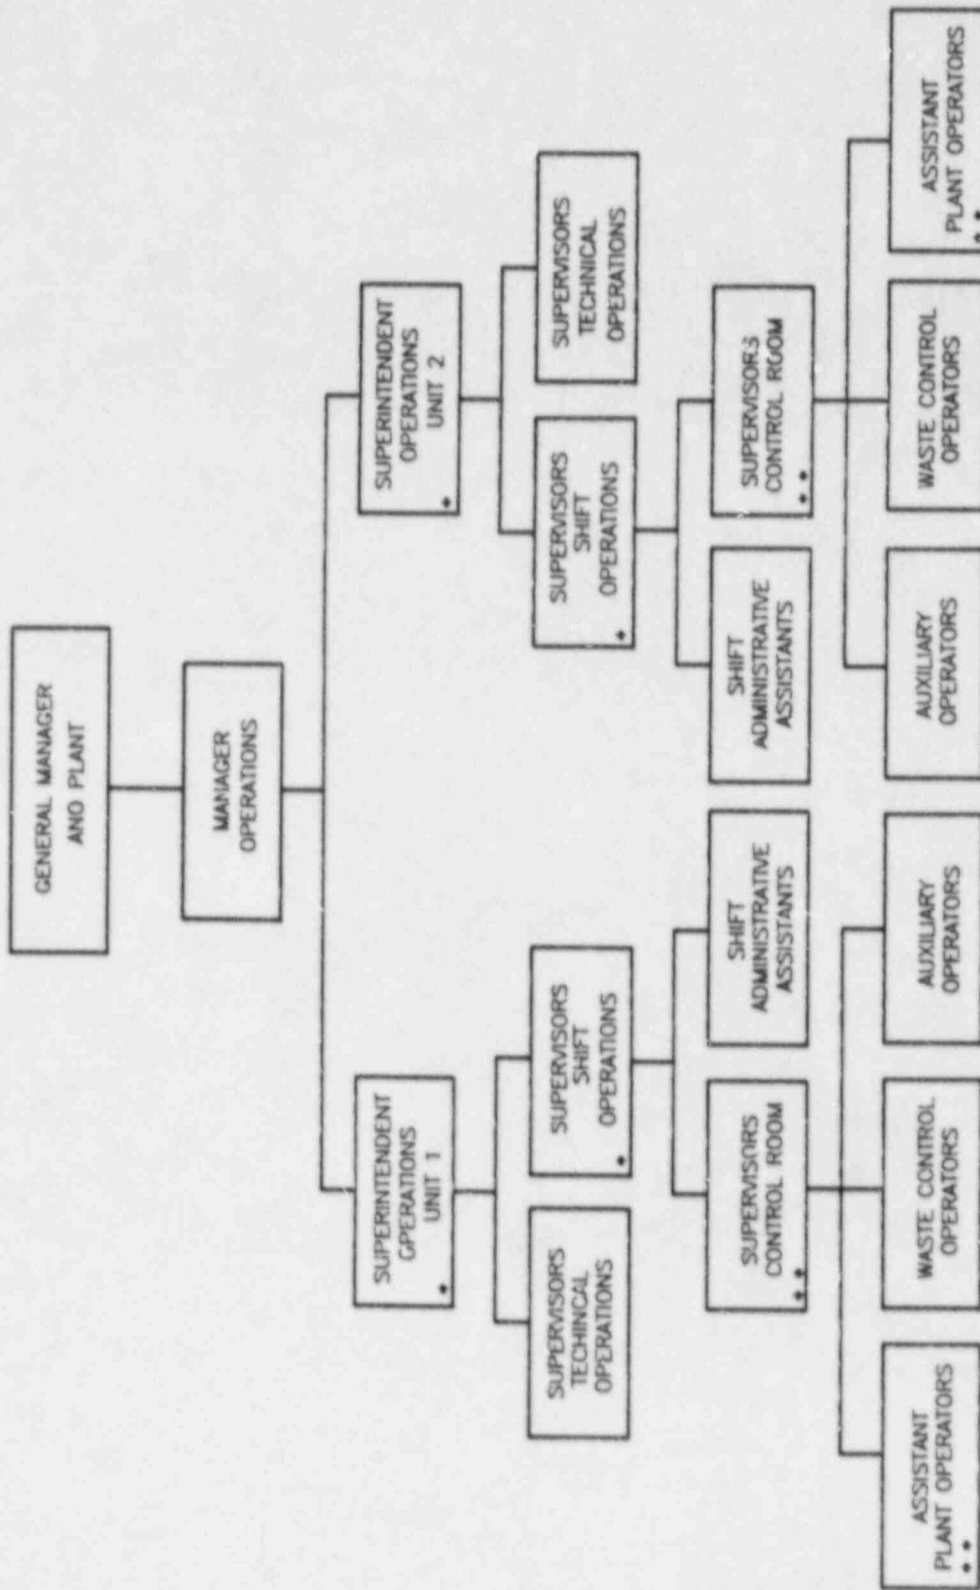 GENERAL MANAGER
AND PLANT
MANAGER
OPERATIONS
SUPERINTENDENT
GPERATIONS
UNIT 1
*
SUPERINTENDENT
OPERATIONS
UNIT 2
*
SUPERVISORS
TECHINCAL
OPERATIONS
SUPERVISORS
SHIFT
OPERATIONS
*
SUPERVISORS
SHIFT
OPERATIONS
*
SUPERVISORS
TECHNICAL
OPERATIONS
SUPERVISORS
CONTROL ROOM
* *
SHIFT
ADMINISTRATIVE
ASSISTANTS
SHIFT
ADMINISTRATIVE
ASSISTANTS
SUPERVISORS
CONTROL ROOM
* *
ASSISTANT
PLANT OPERATORS
* *
WASTE CONTROL
OPERATORS
AUXILIARY
OPERATORS
AUXILIARY
OPERATORS
WASTE CONTROL
OPERATORS
ASSISTANT
PLANT OPERATORS
* *